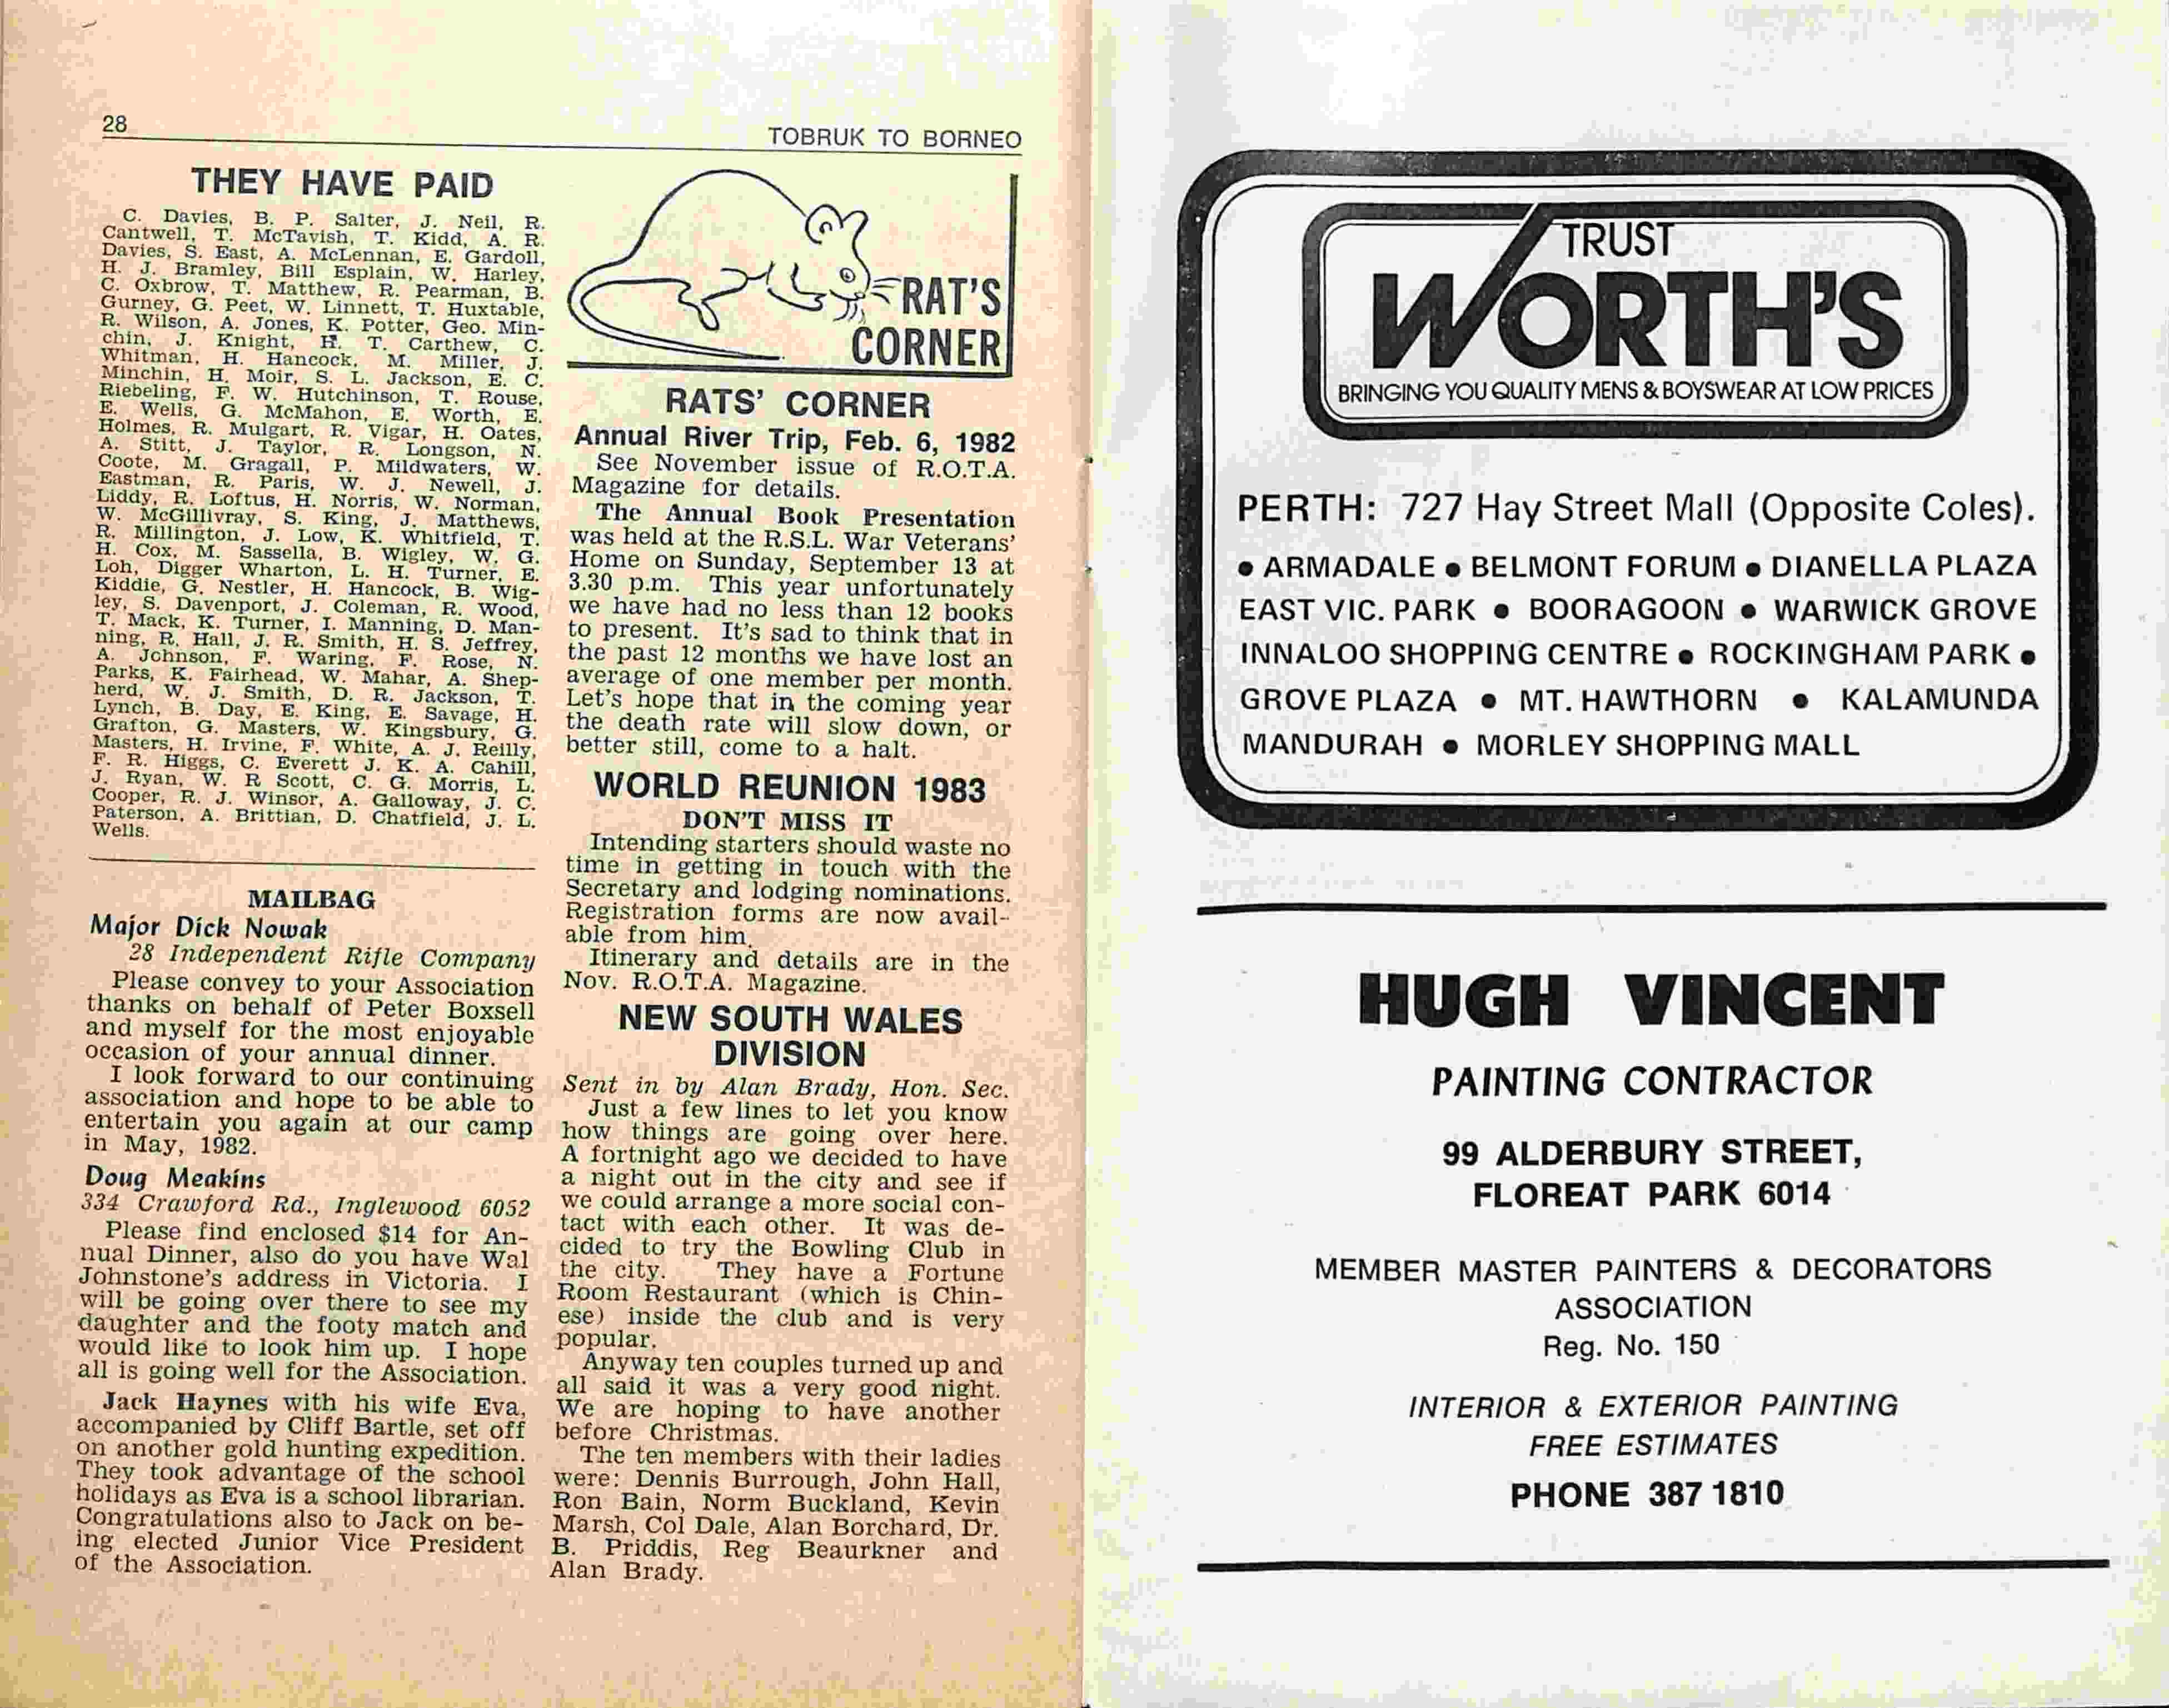 28
TOBRUK TO BORNEO
THEY HAVE PAID
C. Davies, B. P. Salter, J. Neil, R.
Cantwell, T. McTavish, T. Kidd, A. R.
Davies, S. East, A. McLennan, E. Gardoll,
H. J. Bramley, Bill Esplain, W. Harley,
C. Oxbrow, T. Matthew, R. Pearman, B.
Gurney, G. Peet, W. Linnett, T. Huxtable,
R. Wilson, A. Jones, K. Potter, Geo. Min-
chin, J. Knight, H. T. Carthew, C.
Whitman, H. Hancock, M. Miller, J.
Minchin, H. Moir, S. L. Jackson, E. C.
Riebeling, F. W. Hutchinson, T. Rouse,
E. Wells, G. McMahon, E. Worth, E.
Holmes, R. Mulgart, R. Vigar, H. Oates,
A. Stitt, J. Taylor, R. Longson, N.
Coote, M. Gragall, P. Mildwaters, W.
Eastman, R. Paris, W. J. Newell, J.
Liddy, R. Loftus, H. Norris, W. Norman,
W. McGillivray, S. King, J. Matthews,
R. Millington, J. Low, K. Whitfield, T.
H. Cox, M. Sassella, B. Wigley, W. G.
Loh, Digger Wharton, L. H. Turner, E.
Kiddie, G. Nestler, H. Hancock, B. Wig-
ley, S. Davenport, J. Coleman, R. Wood,
T. Mack, K. Turner, I. Manning, D. Man-
ning, R. Hall, J. R. Smith, H. S. Jeffrey,
A. Johnson, F. Waring, F. Rose, N.
Parks, K. Fairhead, W. Mahar, A. Shep-
herd, W. J. Smith, D. R. Jackson, T.
Lynch, B. Day, E. King, E. Savage, H.
Grafton, G. Masters, W. Kingsbury, G.
Masters, H. Irvine, F. White, A. J. Reilly,
F. R. Higgs, C. Everett J. K. A. Cahill,
J. Ryan, W. R Scott, C. G. Morris, L.
Cooper, R. J. Winsor, A. Galloway, J. C.
Paterson, A. Brittian, D. Chatfield, J. L.
Wells.
MAILBAG
Major Dick Nowak
28 Independent Rifle Company
Please convey to your Association
thanks on behalf of Peter Boxsell
and myself for the most enjoyable
occasion of your annual dinner.
I look forward to our continuing
association and hope to be able to
entertain you again at our camp
in May, 1982.
Doug Meakins
334 Crawford Rd., Inglewood 6052
Please find enclosed $14 for An-
nual Dinner, also do you have Wal
Johnstone's address in Victoria. I
will be going over there to see my
daughter and the footy match and
would like to look him up. I hope
all is going well for the Association.
Jack Haynes with his wife Eva,
accompanied by Cliff Bartle, set off
on another gold hunting expedition.
They took advantage of the school
holidays as Eva is a school librarian.
Congratulations also to Jack on be-
ing elected Junior Vice President
of the Association.
RAT'S
CORNER
RATS' CORNER
Annual River Trip, Feb. 6, 1982
See November issue of R.O.T.A.
Magazine for details.
The Annual Book Presentation
was held at the R.S.L. War Veterans'
Home on Sunday, September 13 at
3.30 p.m. This year unfortunately
we have had no less than 12 books
to present. It's sad to think that in
the past 12 months we have lost an
average of one member per month.
Let's hope that in the coming year
the death rate will slow down, or
better still, come to a halt.
WORLD REUNION 1983
DON'T MISS IT
Intending starters should waste no
time in getting in touch with the
Secretary and lodging nominations.
Registration forms are now avail-
able from him.
Itinerary and details are in the
Nov. R.O.T.A. Magazine.
NEW SOUTH WALES
DIVISION
Sent in by Alan Brady, Hon. Sec.
Just a few lines to let you know
how things are going over here.
A fortnight ago we decided to have
a night out in the city and see if
we could arrange a more social con-
tact with each other. It was de-
cided to try the Bowling Club in
the city. They have a Fortune
Room Restaurant (which is Chin-
ese) inside the club and is very
popular.
Anyway ten couples turned up and
all said it was a very good night.
We are hoping to have another
before Christmas.
The ten members with their ladies
were: Dennis Burrough, John Hall,
Ron Bain, Norm Buckland, Kevin
Marsh, Col Dale, Alan Borchard, Dr.
B. Priddis, Reg Beaurkner and
Alan Brady.
TRUST
WORTH'S
BRINGING YOU QUALITY MENS & BOYSWEAR AT LOW PRICES
PERTH: 727 Hay Street Mall (Opposite Coles).
• ARMADALE • BELMONT FORUM • DIANELLA PLAZA
EAST VIC. PARK • BOORAGOON • WARWICK GROVE
INNALOO SHOPPING CENTRE • ROCKINGHAM PARK •
GROVE PLAZA • MT. HAWTHORN • KALAMUNDA
MANDURAH • MORLEY SHOPPING MALL
HUGH VINCENT
PAINTING CONTRACTOR
99 ALDERBURY STREET,
FLOREAT PARK 6014
MEMBER MASTER PAINTERS & DECORATORS
ASSOCIATION
Reg. No. 150
INTERIOR & EXTERIOR PAINTING
FREE ESTIMATES
PHONE 387 1810